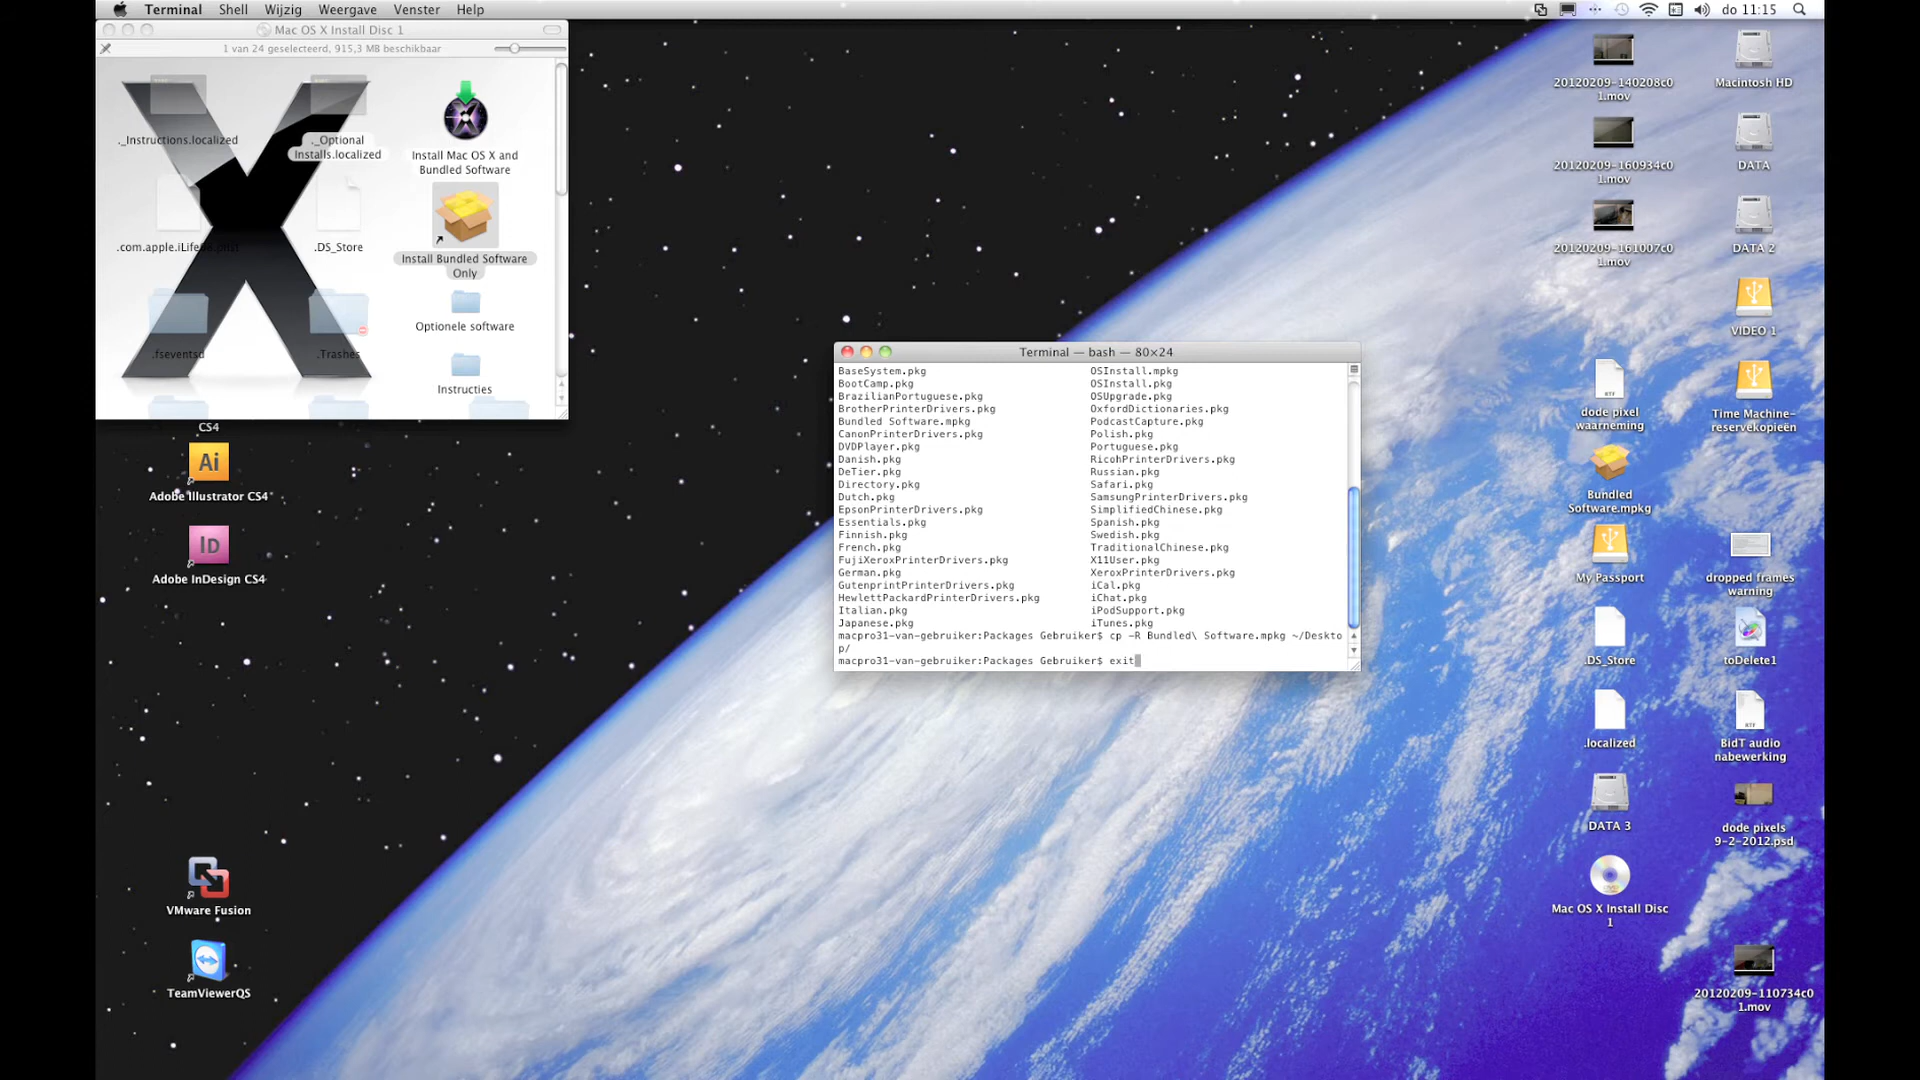 Terminal Shell Wijzig Weergave Venster Help
do 11:15
Mac OS X Install Disc 1
1 van 24 geselecteerd, 915,3 MB beschikbaar
._Instructions.localized
._Optional
Installs.localized
Install Mac OS X and
Bundled Software
.DS_Store
Install Bundled Software
Only
Optionele software
.fseventsd
.Trashes
Instructies
CS4
Ai
Adobe Illustrator CS4
Id
Adobe InDesign CS4
VMware Fusion
TeamViewerQS
Terminal — bash — 80×24
BaseSystem.pkg OSInstall.mpkg
BootCamp.pkg OSInstall.pkg
BrazilianPortuguese.pkg OSUpgrade.pkg
BrotherPrinterDrivers.pkg OxfordDictionaries.pkg
Bundled Software.mpkg PodcastCapture.pkg
CanonPrinterDrivers.pkg Polish.pkg
DVDPlayer.pkg Portuguese.pkg
Danish.pkg RicohPrinterDrivers.pkg
DeTier.pkg Russian.pkg
Directory.pkg Safari.pkg
Dutch.pkg SamsungPrinterDrivers.pkg
EpsonPrinterDrivers.pkg SimplifiedChinese.pkg
Essentials.pkg Spanish.pkg
Finnish.pkg Swedish.pkg
French.pkg TraditionalChinese.pkg
FujiXeroxPrinterDrivers.pkg X11User.pkg
German.pkg XeroxPrinterDrivers.pkg
GutenprintPrinterDrivers.pkg iCal.pkg
HewlettPackardPrinterDrivers.pkg iChat.pkg
Italian.pkg iPodSupport.pkg
Japanese.pkg iTunes.pkg
macpro31-van-gebruiker:Packages Gebruiker$ cp -R Bundled\ Software.mpkg ~/Deskto
p/
macpro31-van-gebruiker:Packages Gebruiker$ exit
20120209-140208c0
1.mov
Macintosh HD
20120209-160934c0
1.mov
DATA
20120209-161007c0
1.mov
DATA 2
VIDEO 1
RTF
dode pixel
waarneming
Time Machine-
reservekopieën
Bundled
Software.mpkg
My Passport
dropped frames
warning
.DS_Store
toDelete1
.localized
RTF
BidT audio
nabewerking
DATA 3
dode pixels
9-2-2012.psd
Mac OS X Install Disc
1
20120209-110734c0
1.mov